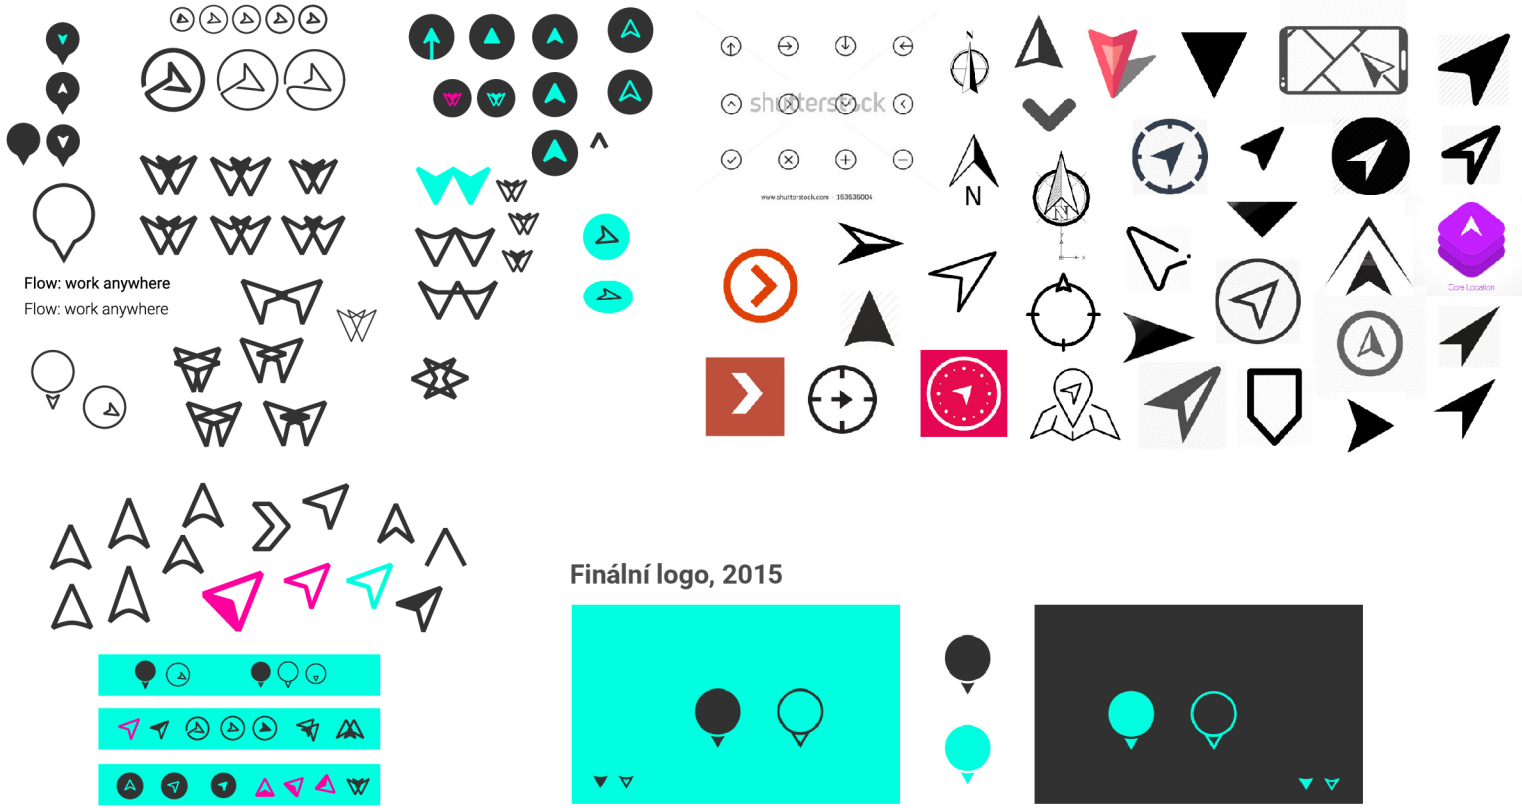 Flow: work anywhere
Flow: work anywhere
shutterstock
www.shutterstock.com · 153535004
N
N
N
x
Core Location
Finální logo, 2015